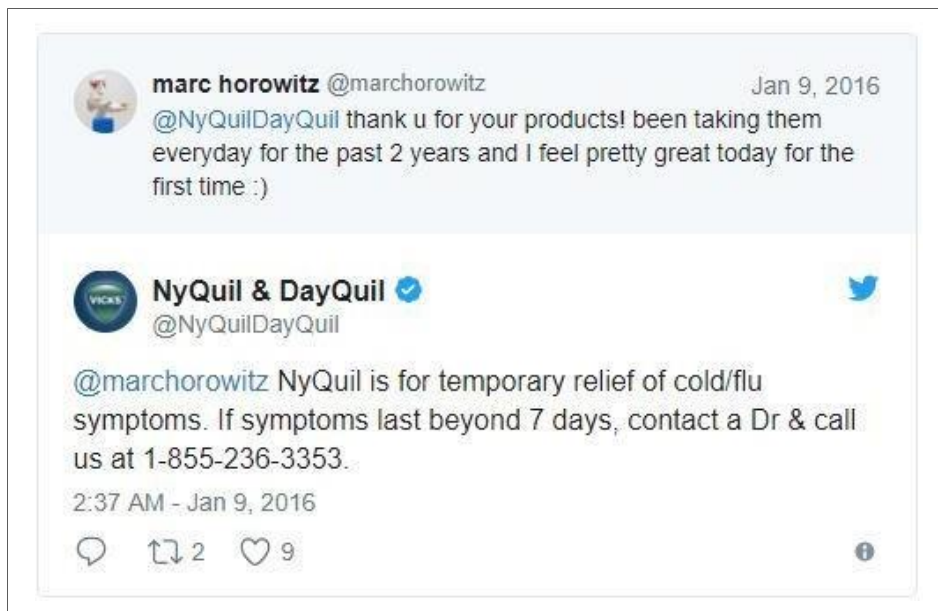 marc horowitz @marchorowitz Jan 9, 2016
@NyQuilDayQuil thank u for your products! been taking them
everyday for the past 2 years and I feel pretty great today for the
first time :)
VICKS
NyQuil & DayQuil
@NyQuilDayQuil
@marchorowitz NyQuil is for temporary relief of cold/flu
symptoms. If symptoms last beyond 7 days, contact a Dr & call
us at 1-855-236-3353.
2:37 AM - Jan 9, 2016
2 9